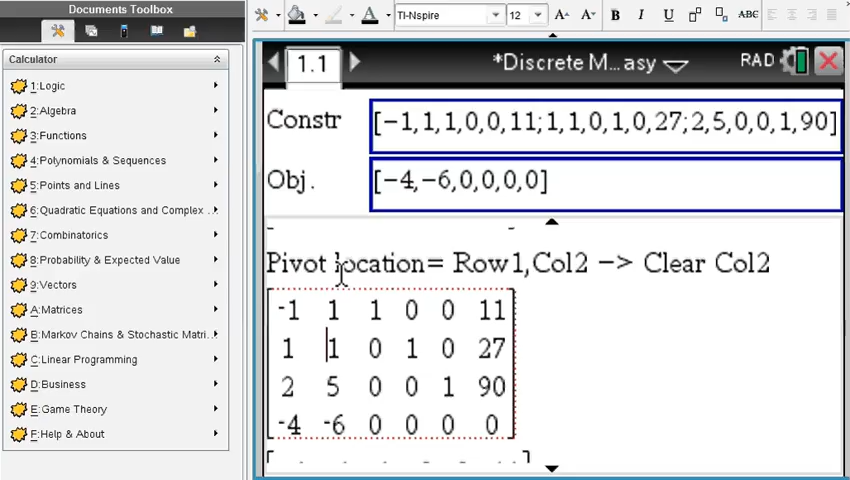 Documents Toolbox
Calculator
1:Logic
2:Algebra
3:Functions
4:Polynomials & Sequences
5:Points and Lines
6:Quadratic Equations and Complex ...
7:Combinatorics
8:Probability & Expected Value
9:Vectors
A:Matrices
B:Markov Chains & Stochastic Matri...
C:Linear Programming
D:Business
E:Game Theory
F:Help & About
A
TI-Nspire
12
A
A
B
I
U
ABC
1.1
*Discrete M...asy
RAD
Constr
[-1,1,1,0,0,11;1,1,0,1,0,27;2,5,0,0,1,90]
Obj.
[-4,-6,0,0,0,0]
Pivot location= Row1,Col2 -> Clear Col2
-1 1 1 0 0 11
1 1 0 1 0 27
2 5 0 0 1 90
-4 -6 0 0 0 0